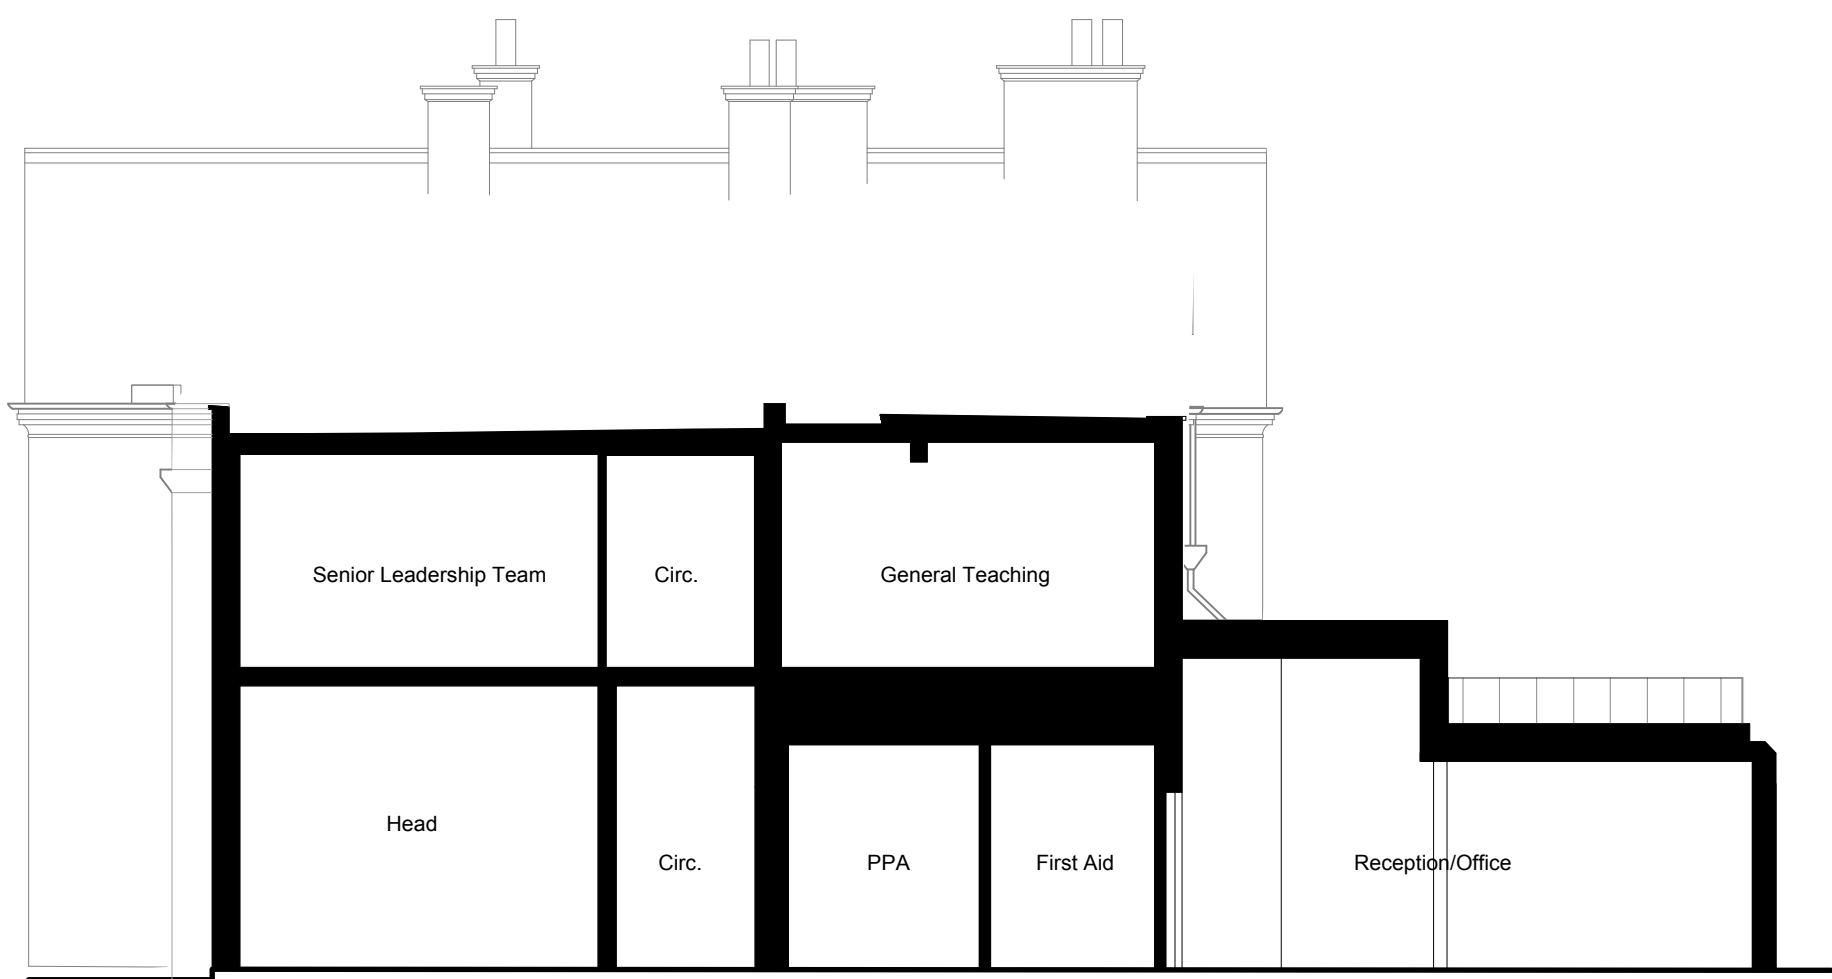 Senior Leadership Team
Circ.
General Teaching
Head
Circ.
PPA
First Aid
Reception/Office